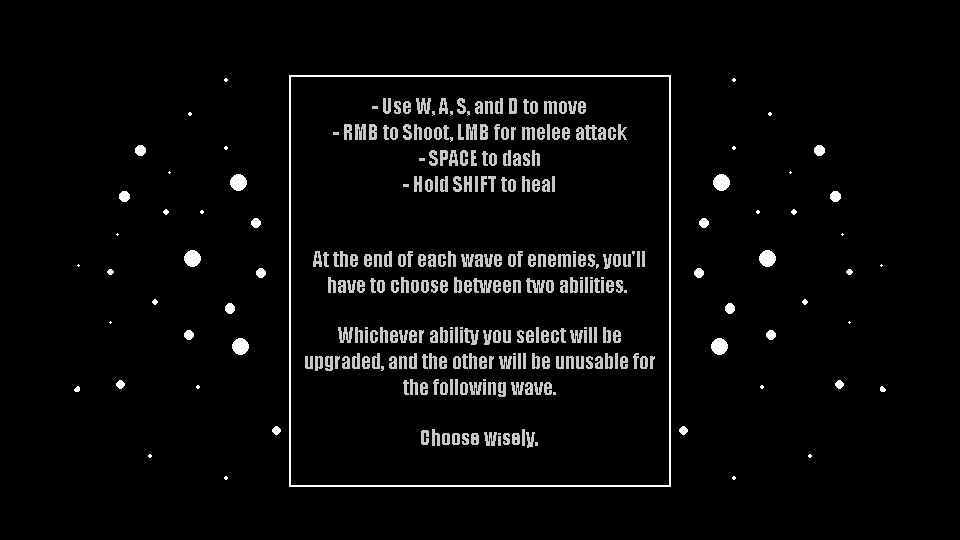 - Use W, A, S, and D to move
- RMB to Shoot, LMB for melee attack
- SPACE to dash
- Hold SHIFT to heal
At the end of each wave of enemies, you'll
have to choose between two abilities.
Whichever ability you select will be
upgraded, and the other will be unusable for
the following wave.
Choose wisely.